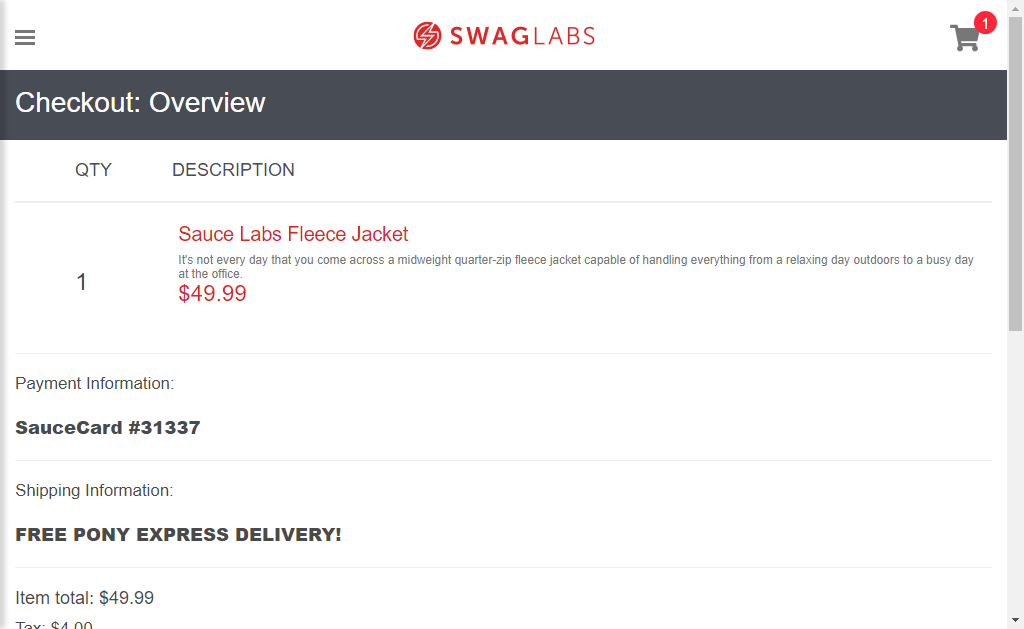 SWAGLABS
1
Checkout: Overview
QTY DESCRIPTION
Sauce Labs Fleece Jacket
It's not every day that you come across a midweight quarter-zip fleece jacket capable of handling everything from a relaxing day outdoors to a busy day
at the office.
1
$49.99
Payment Information:
SauceCard #31337
Shipping Information:
FREE PONY EXPRESS DELIVERY!
Item total: $49.99
Tax: $4.00